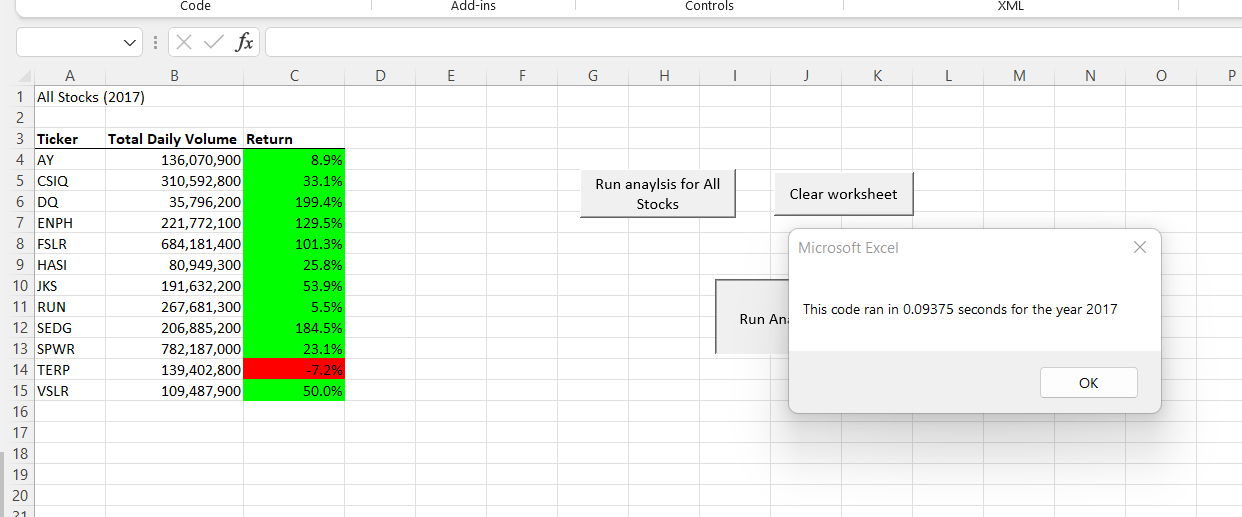 Code Add-ins Controls XML
fx
A B C D E F G H I J K L M N O P
1 All Stocks (2017)
2
3 Ticker Total Daily Volume Return
4 AY 136,070,900 8.9%
5 CSIQ 310,592,800 33.1%
6 DQ 35,796,200 199.4%
7 ENPH 221,772,100 129.5%
8 FSLR 684,181,400 101.3%
9 HASI 80,949,300 25.8%
10 JKS 191,632,200 53.9%
11 RUN 267,681,300 5.5%
12 SEDG 206,885,200 184.5%
13 SPWR 782,187,000 23.1%
14 TERP 139,402,800 -7.2%
15 VSLR 109,487,900 50.0%
16
17
18
19
20
21
Run anaylsis for All
Stocks
Clear worksheet
Run Ana
Microsoft Excel
This code ran in 0.09375 seconds for the year 2017
OK